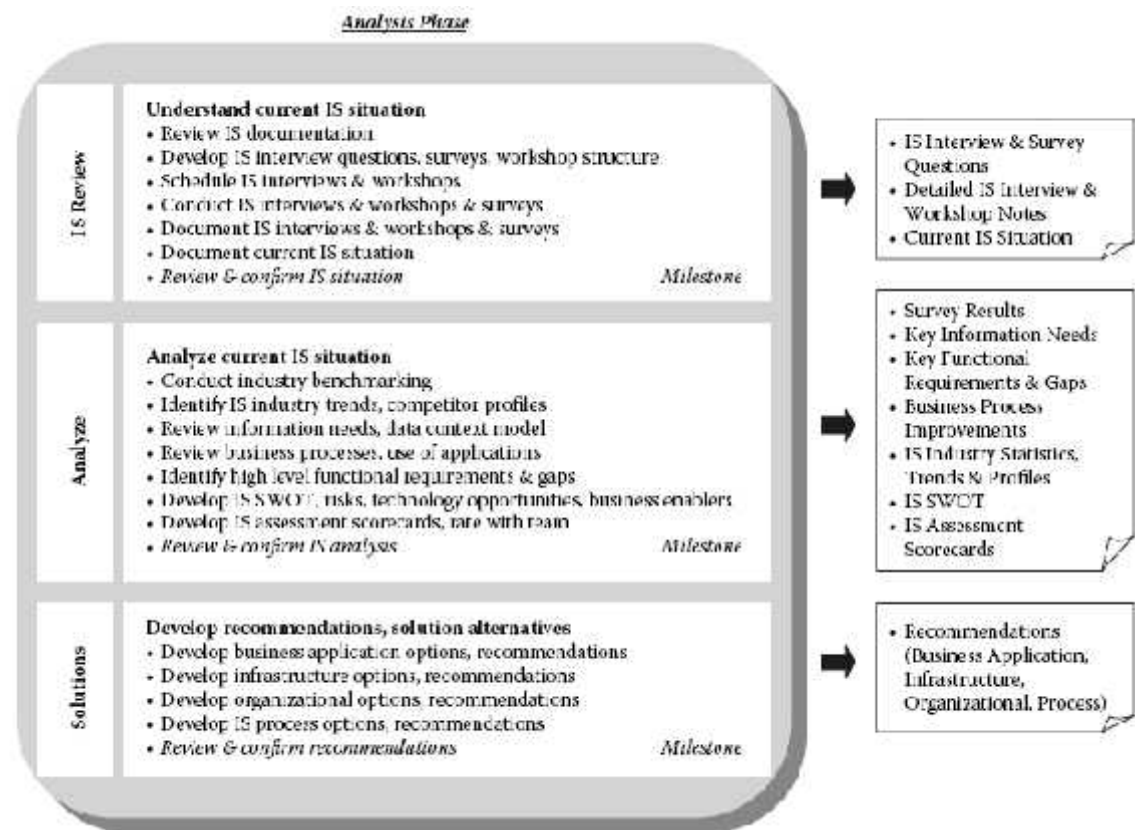 Analysis Phase
IS Review
Understand current IS situation
• Review IS documentation
• Develop IS interview questions, surveys, workshop structure
• Schedule IS interviews & workshops
• Conduct IS interviews & workshops & surveys
• Document IS interviews & workshops & surveys
• Document current IS situation
• Review & confirm IS situation Milestone
• IS Interview & Survey
Questions
• Detailed IS Interview &
Workshop Notes
• Current IS Situation
Analyze
Analyze current IS situation
• Conduct industry benchmarking
• Identify IS industry trends, competitor profiles
• Review information needs, data context model
• Review business processes, use of applications
• Identify high level functional requirements & gaps
• Develop IS SWOT, risks, technology opportunities, business enablers
• Develop IS assessment scorecards, rate with team
• Review & confirm IS analysis Milestone
• Survey Results
• Key Information Needs
• Key Functional
Requirements & Gaps
• Business Process
Improvements
• IS Industry Statistics,
Trends & Profiles
• IS SWOT
• IS Assessment
Scorecards
Solutions
Develop recommendations, solution alternatives
• Develop business application options, recommendations
• Develop infrastructure options, recommendations
• Develop organizational options, recommendations
• Develop IS process options, recommendations
• Review & confirm recommendations Milestone
• Recommendations
(Business Application,
Infrastructure,
Organizational, Process)